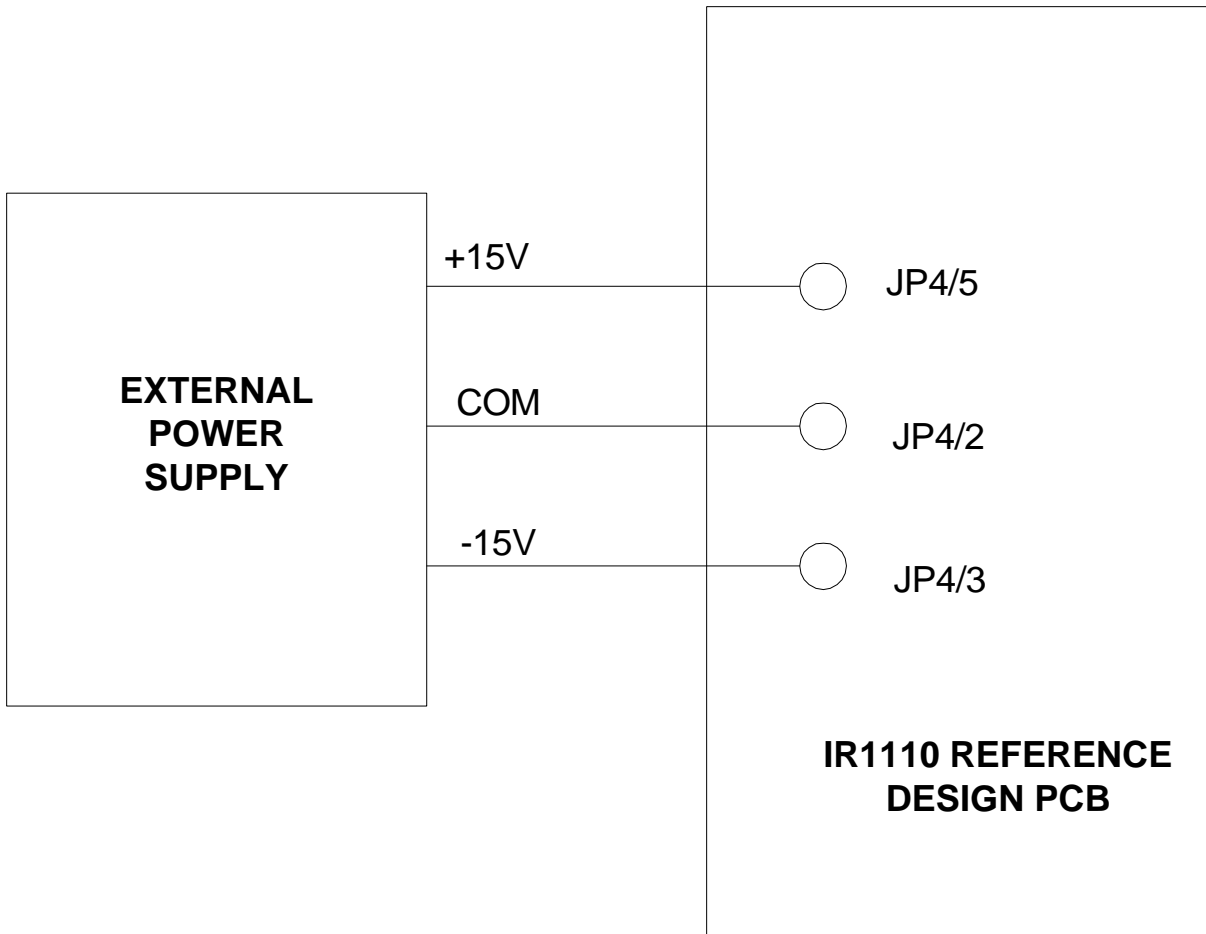 +15V
JP4/5
EXTERNAL
POWER
SUPPLY
COM
JP4/2
-15V
JP4/3
IR1110 REFERENCE
DESIGN PCB